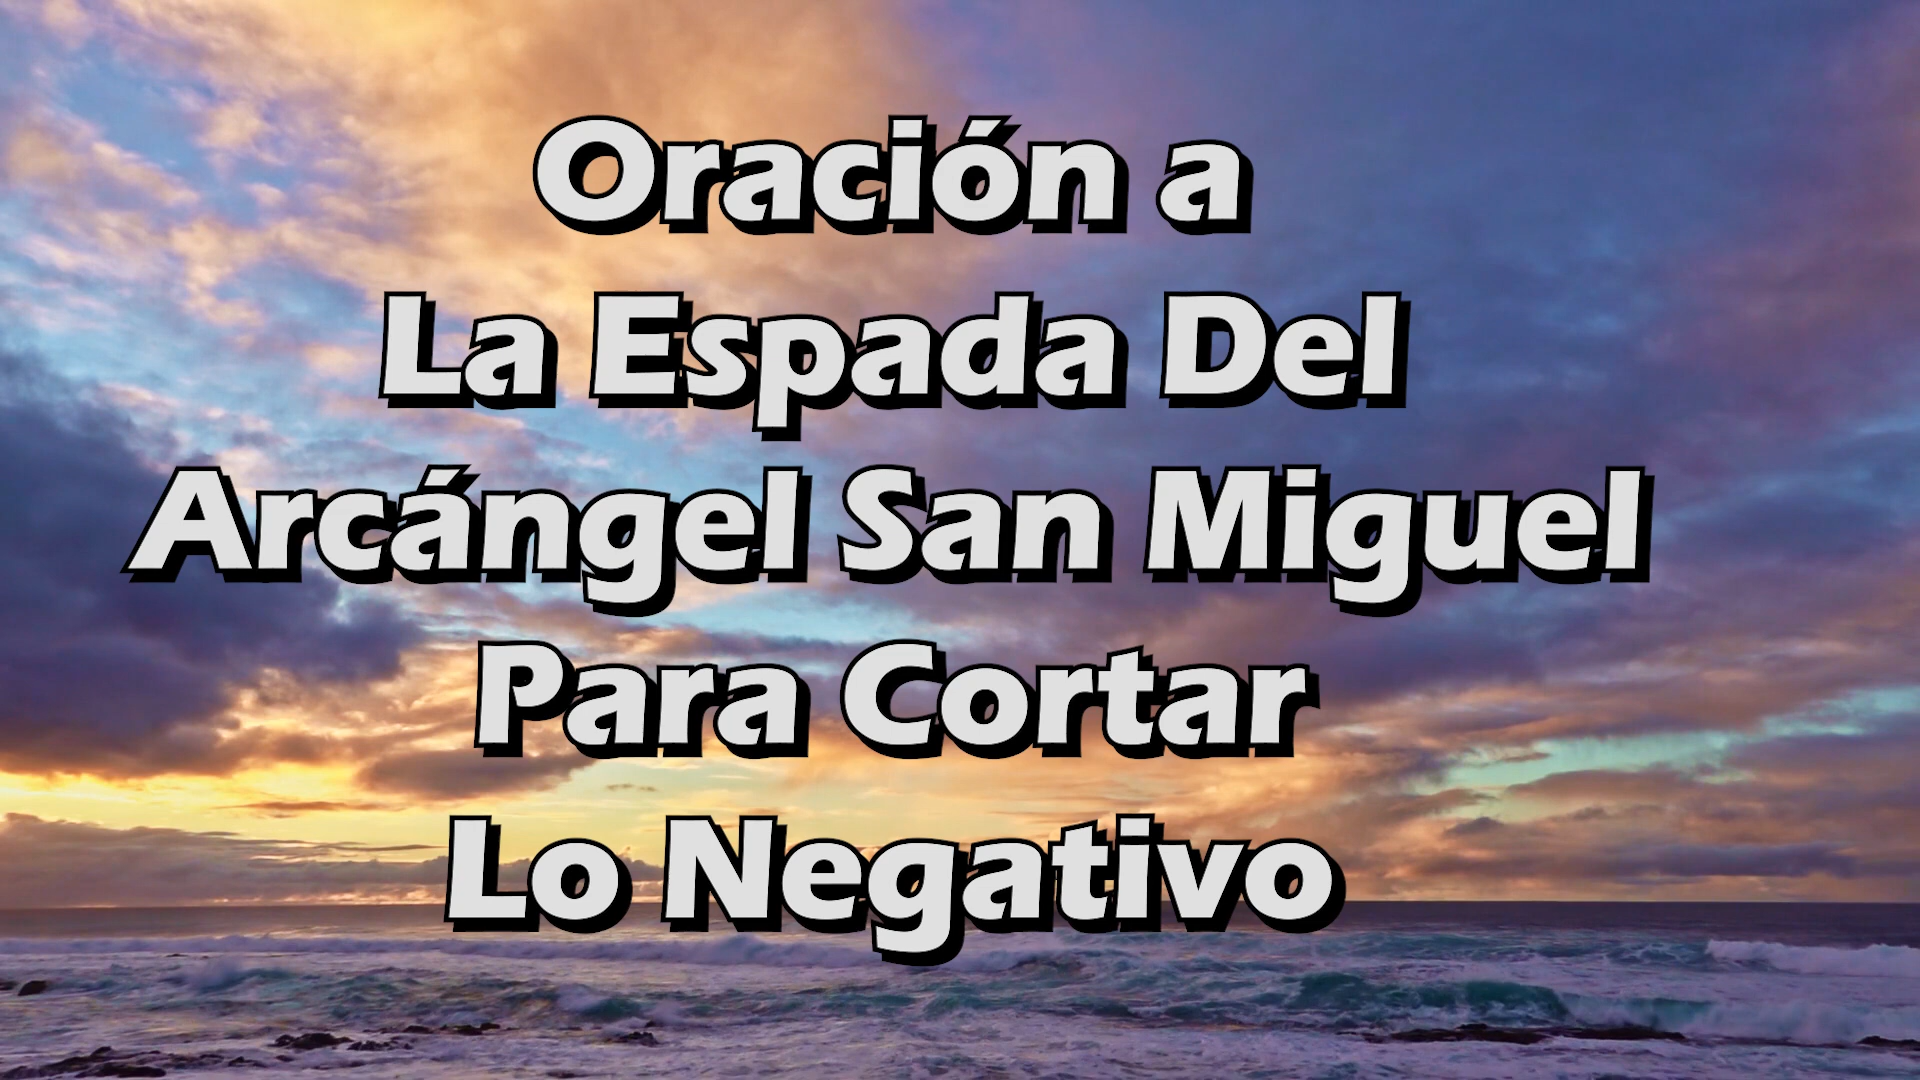 Oración a
La Espada Del
Arcángel San Miguel
Para Cortar
Lo Negativo